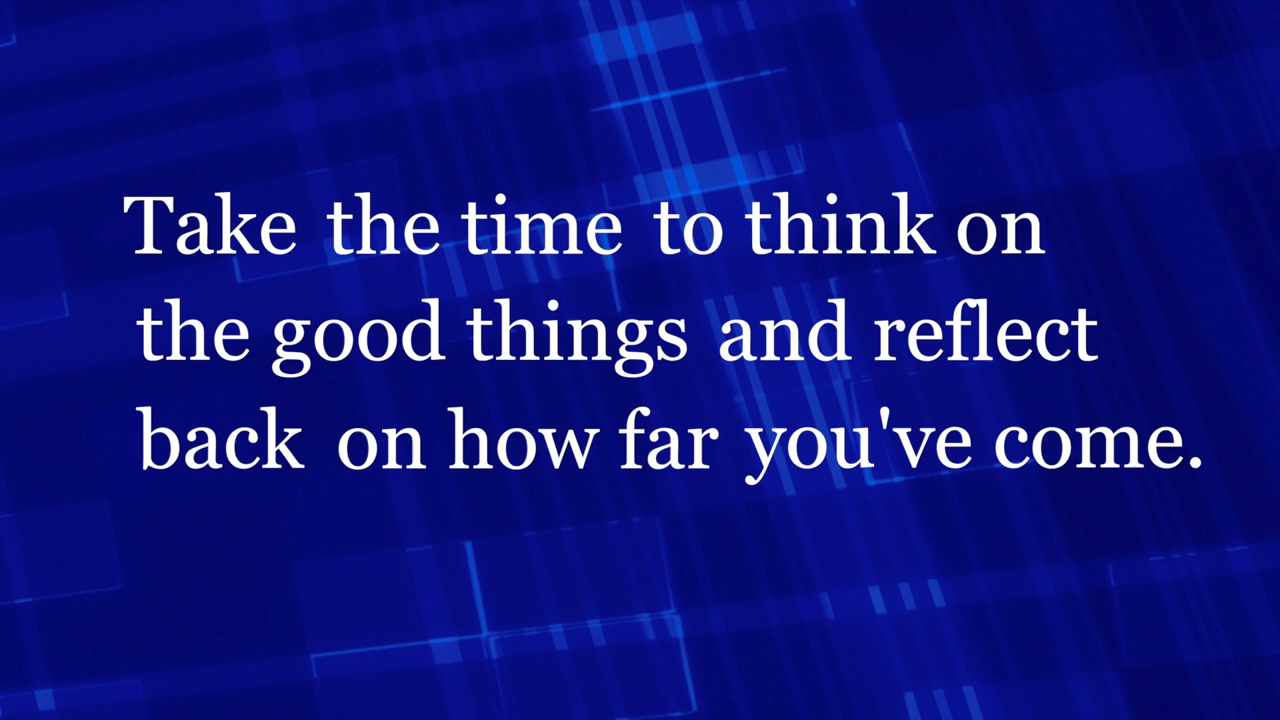 Take the time to think on
the good things and reflect
back on how far you've come.